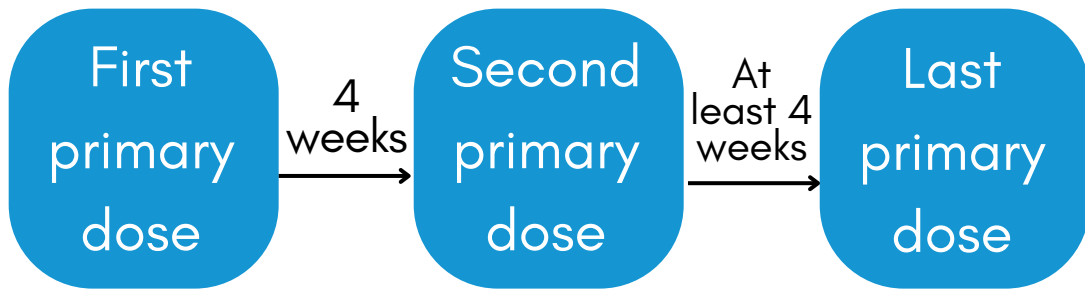 First
primary
dose
4
weeks
Second
primary
dose
At
least 4
weeks
Last
primary
dose